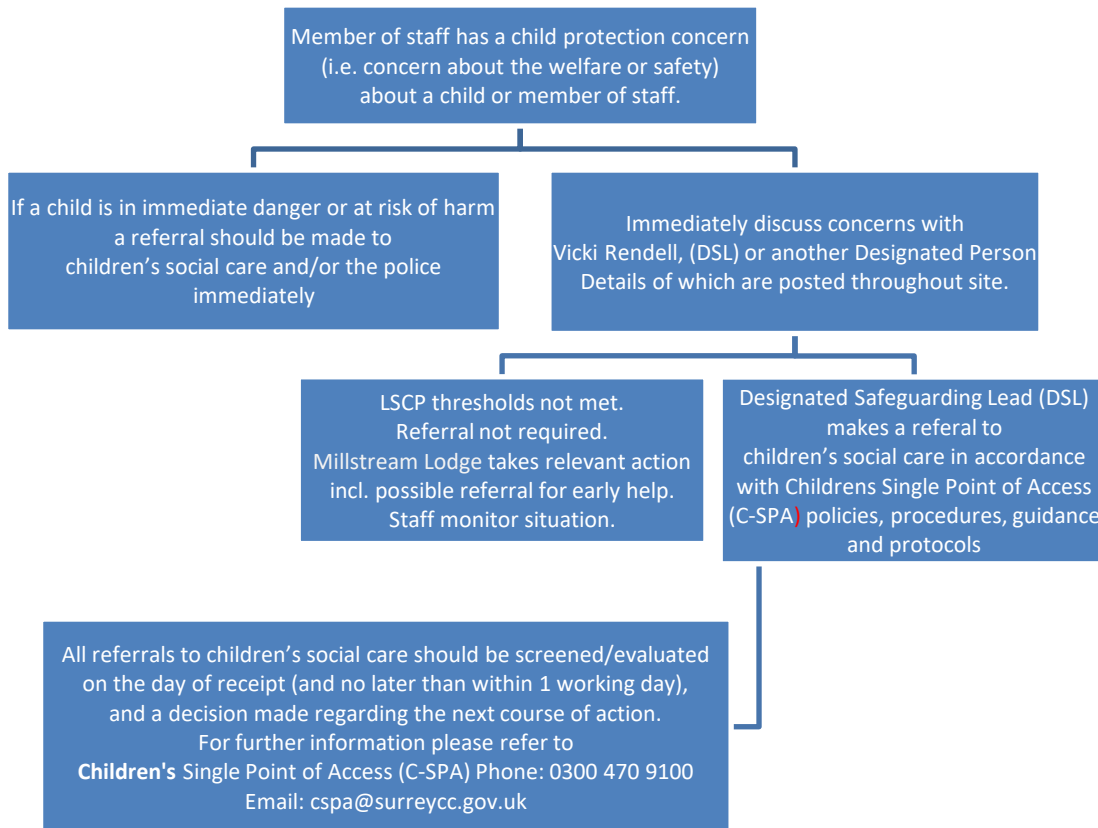 Member of staff has a child protection concern
(i.e. concern about the welfare or safety)
about a child or member of staff.
If a child is in immediate danger or at risk of harm
a referral should be made to
children’s social care and/or the police
immediately
Immediately discuss concerns with
Vicki Rendell, (DSL) or another Designated Person
Details of which are posted throughout site.
LSCP thresholds not met.
Referral not required.
Millstream Lodge takes relevant action
incl. possible referral for early help.
Staff monitor situation.
Designated Safeguarding Lead (DSL)
makes a referal to
children’s social care in accordance
with Childrens Single Point of Access
(C-SPA) policies, procedures, guidance
and protocols
All referrals to children’s social care should be screened/evaluated
on the day of receipt (and no later than within 1 working day),
and a decision made regarding the next course of action.
For further information please refer to
Children's Single Point of Access (C-SPA) Phone: 0300 470 9100
Email: cspa@surreycc.gov.uk